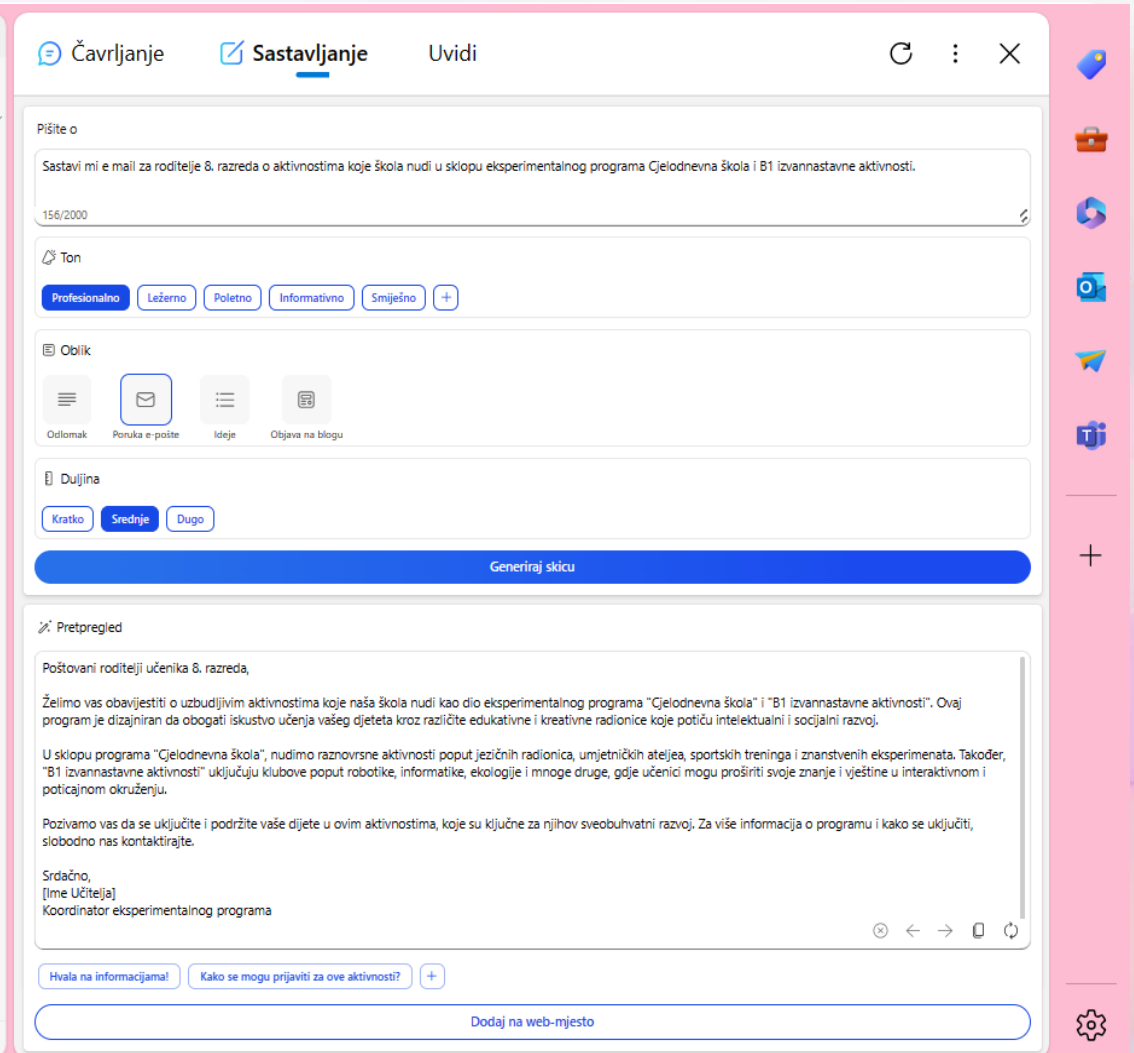 Čavrljanje
Sastavljanje
Uvidi
Pišite o
Sastavi mi e mail za roditelje 8. razreda o aktivnostima koje škola nudi u sklopu eksperimentalnog programa Cjelodnevna škola i B1 izvannastavne aktivnosti.
156/2000
Ton
Profesionalno
Ležerno
Poletno
Informativno
Smiješno
Oblik
Odlomak
Poruka e-pošte
Ideje
Objava na blogu
Duljina
Kratko
Srednje
Dugo
Generiraj skicu
Pretpregled
Poštovani roditelji učenika 8. razreda,
Želimo vas obavijestiti o uzbudljivim aktivnostima koje naša škola nudi kao dio eksperimentalnog programa "Cjelodnevna škola" i "B1 izvannastavne aktivnosti". Ovaj
program je dizajniran da obogati iskustvo učenja vašeg djeteta kroz različite edukativne i kreativne radionice koje potiču intelektualni i socijalni razvoj.
U sklopu programa "Cjelodnevna škola", nudimo raznovrsne aktivnosti poput jezičnih radionica, umjetničkih ateljea, sportskih treninga i znanstvenih eksperimenata. Također,
"B1 izvannastavne aktivnosti" uključuju klubove poput robotike, informatike, ekologije i mnoge druge, gdje učenici mogu proširiti svoje znanje i vještine u interaktivnom i
poticajnom okruženju.
Pozivamo vas da se uključite i podržite vaše dijete u ovim aktivnostima, koje su ključne za njihov sveobuhvatni razvoj. Za više informacija o programu i kako se uključiti,
slobodno nas kontaktirajte.
Srdačno,
[Ime Učitelja]
Koordinator eksperimentalnog programa
Hvala na informacijama!
Kako se mogu prijaviti za ove aktivnosti?
Dodaj na web-mjesto